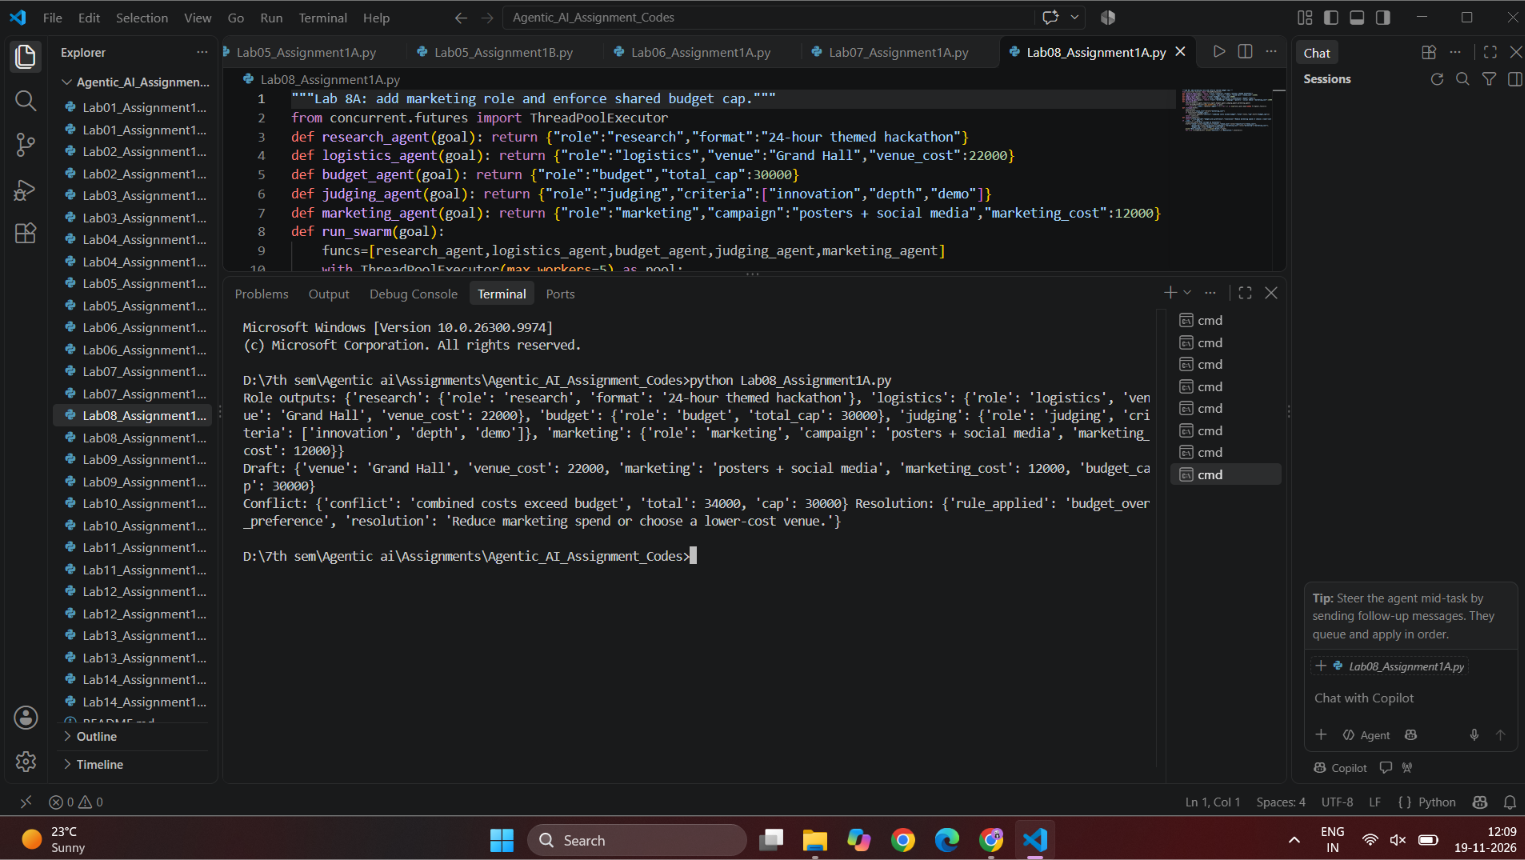 File Edit Selection View Go Run Terminal Help
Agentic_AI_Assignment_Codes
Explorer
Agentic_AI_Assignmen...
Lab01_Assignment1...
Lab01_Assignment1...
Lab02_Assignment1...
Lab02_Assignment1...
Lab03_Assignment1...
Lab03_Assignment1...
Lab04_Assignment1...
Lab04_Assignment1...
Lab05_Assignment1...
Lab05_Assignment1...
Lab06_Assignment1...
Lab06_Assignment1...
Lab07_Assignment1...
Lab07_Assignment1...
Lab08_Assignment1...
Lab08_Assignment1...
Lab09_Assignment1...
Lab09_Assignment1...
Lab10_Assignment1...
Lab10_Assignment1...
Lab11_Assignment1...
Lab11_Assignment1...
Lab12_Assignment1...
Lab12_Assignment1...
Lab13_Assignment1...
Lab13_Assignment1...
Lab14_Assignment1...
Lab14_Assignment1...
README.md
Outline
Timeline
Lab05_Assignment1A.py Lab05_Assignment1B.py Lab06_Assignment1A.py Lab07_Assignment1A.py Lab08_Assignment1A.py
Lab08_Assignment1A.py
1 """Lab 8A: add marketing role and enforce shared budget cap."""
2 from concurrent.futures import ThreadPoolExecutor
3 def research_agent(goal): return {"role":"research","format":"24-hour themed hackathon"}
4 def logistics_agent(goal): return {"role":"logistics","venue":"Grand Hall","venue_cost":22000}
5 def budget_agent(goal): return {"role":"budget","total_cap":30000}
6 def judging_agent(goal): return {"role":"judging","criteria":["innovation","depth","demo"]}
7 def marketing_agent(goal): return {"role":"marketing","campaign":"posters + social media","marketing_cost":12000}
8 def run_swarm(goal):
9 funcs=[research_agent,logistics_agent,budget_agent,judging_agent,marketing_agent]
10 with ThreadPoolExecutor(max_workers=5) as pool:
Problems Output Debug Console Terminal Ports
Microsoft Windows [Version 10.0.26300.9974]
(c) Microsoft Corporation. All rights reserved.
D:\7th sem\Agentic ai\Assignments\Agentic_AI_Assignment_Codes>python Lab08_Assignment1A.py
Role outputs: {'research': {'role': 'research', 'format': '24-hour themed hackathon'}, 'logistics': {'role': 'logistics', 'ven
ue': 'Grand Hall', 'venue_cost': 22000}, 'budget': {'role': 'budget', 'total_cap': 30000}, 'judging': {'role': 'judging', 'cri
teria': ['innovation', 'depth', 'demo']}, 'marketing': {'role': 'marketing', 'campaign': 'posters + social media', 'marketing_
cost': 12000}}
Draft: {'venue': 'Grand Hall', 'venue_cost': 22000, 'marketing': 'posters + social media', 'marketing_cost': 12000, 'budget_ca
p': 30000}
Conflict: {'conflict': 'combined costs exceed budget', 'total': 34000, 'cap': 30000} Resolution: {'rule_applied': 'budget_over
_preference', 'resolution': 'Reduce marketing spend or choose a lower-cost venue.'}
D:\7th sem\Agentic ai\Assignments\Agentic_AI_Assignment_Codes>
cmd
cmd
cmd
cmd
cmd
cmd
cmd
cmd
Chat
Sessions
Tip: Steer the agent mid-task by
sending follow-up messages. They
queue and apply in order.
Lab08_Assignment1A.py
Chat with Copilot
Agent
Copilot
0 0
Ln 1, Col 1 Spaces: 4 UTF-8 LF { } Python
23°C
Sunny
Search
ENG
IN
12:09
19-11-2026